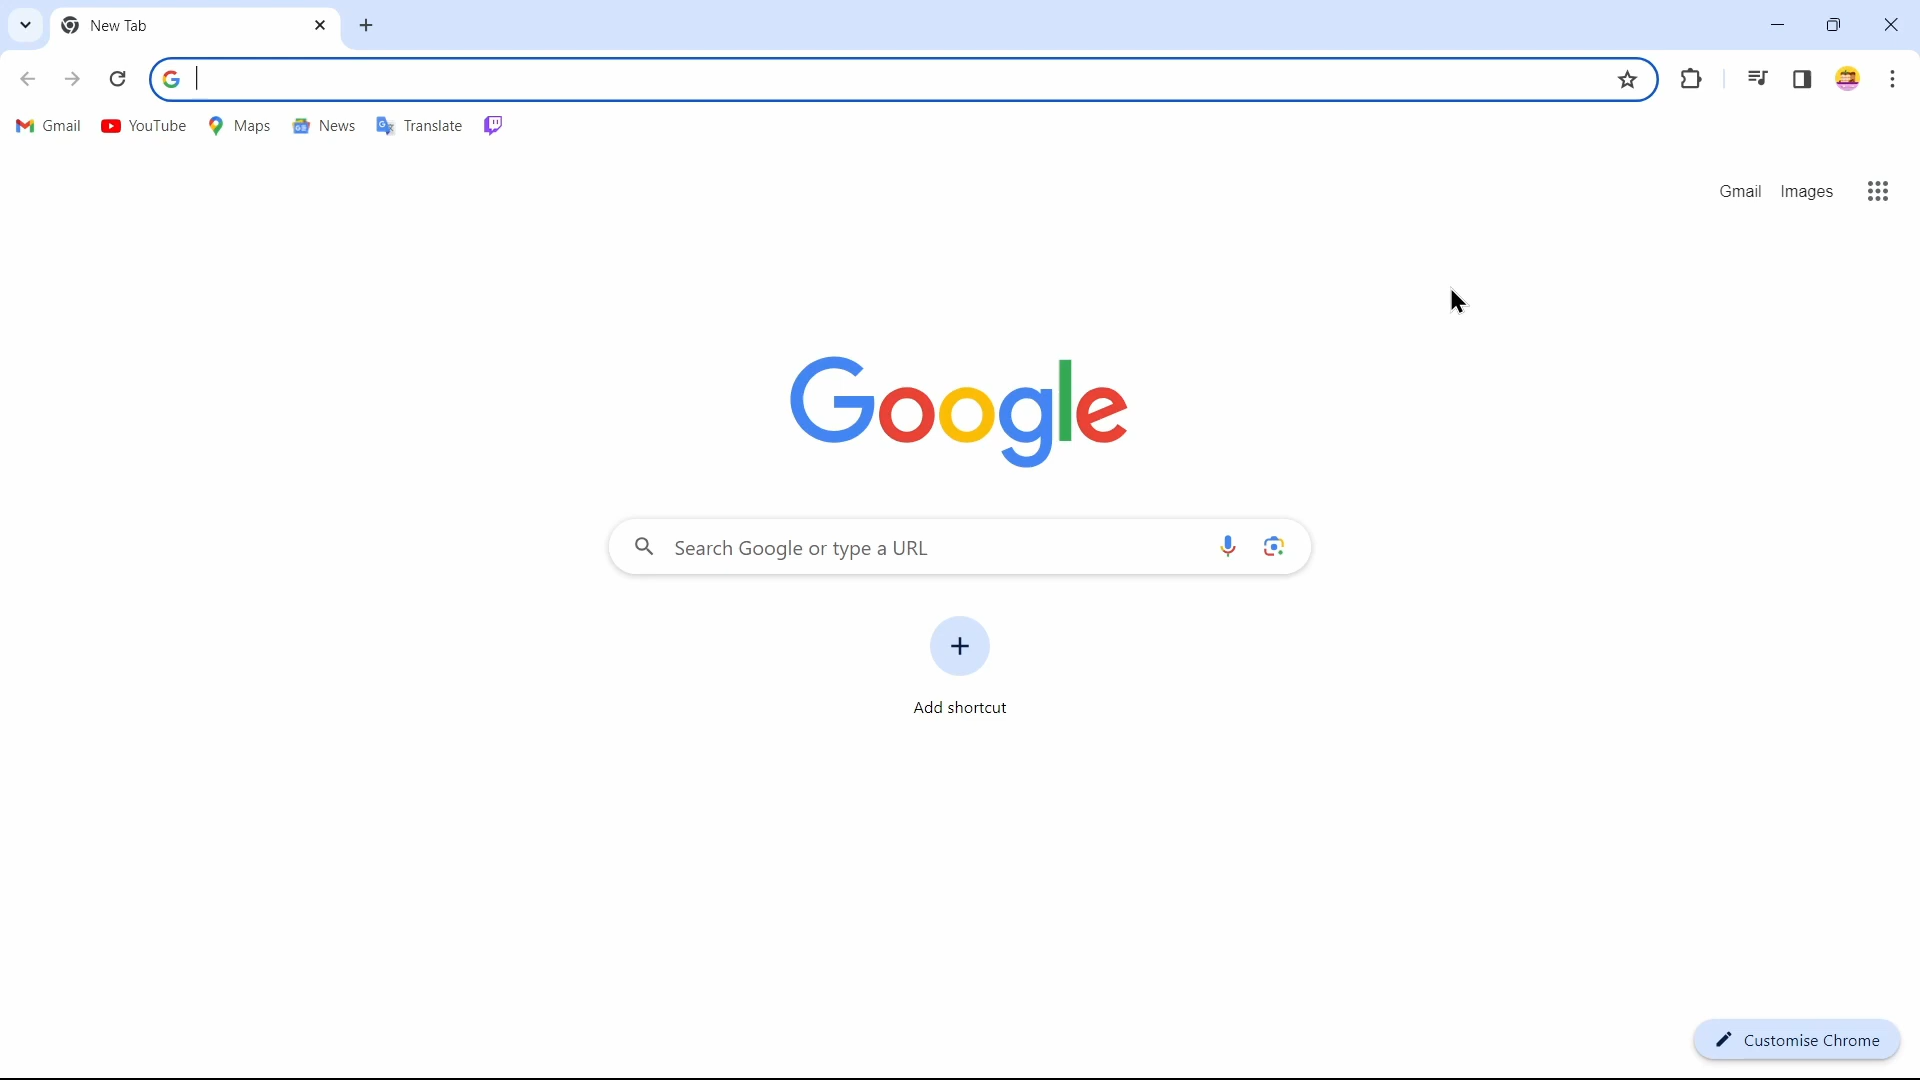 New Tab
Gmail YouTube Maps News Translate
Gmail Images
Google
Search Google or type a URL
Add shortcut
Customise Chrome